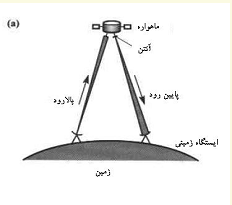 (a)
ماهواره
آنتن
بالارود
پایین رود
ایستگاه زمینی
زمین